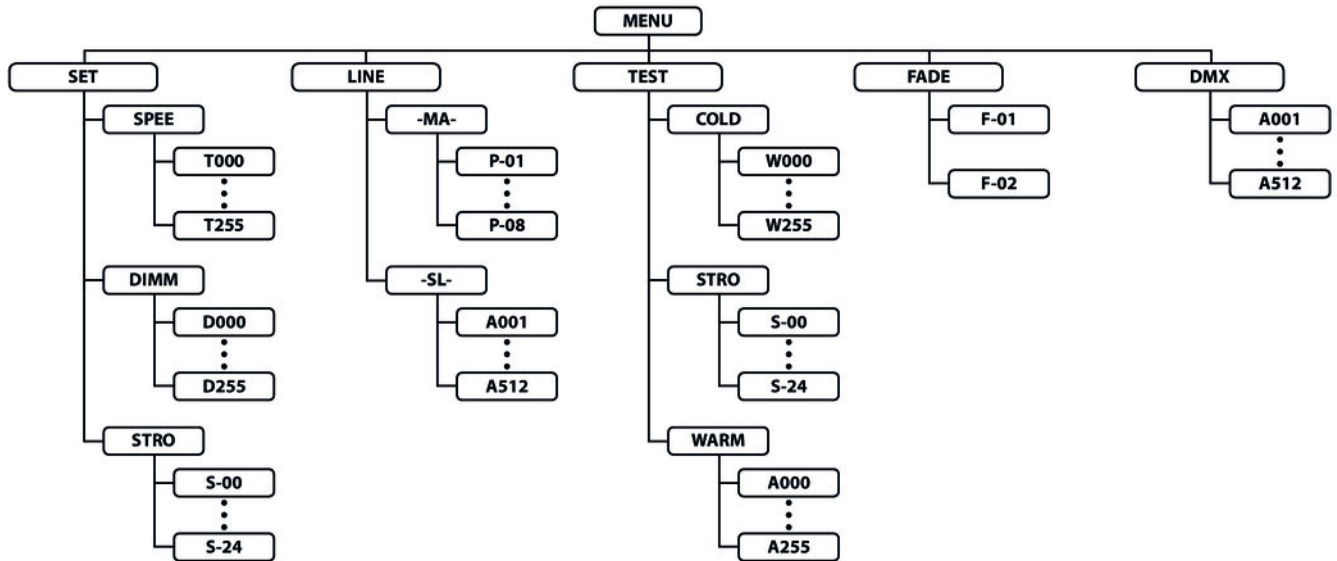 MENU
SET
LINE
TEST
FADE
DMX
SPEE
T000
T255
DIMM
D000
D255
STRO
S-00
S-24
-MA-
P-01
P-08
-SL-
A001
A512
COLD
W000
W255
STRO
S-00
S-24
WARM
A000
A255
F-01
F-02
A001
A512